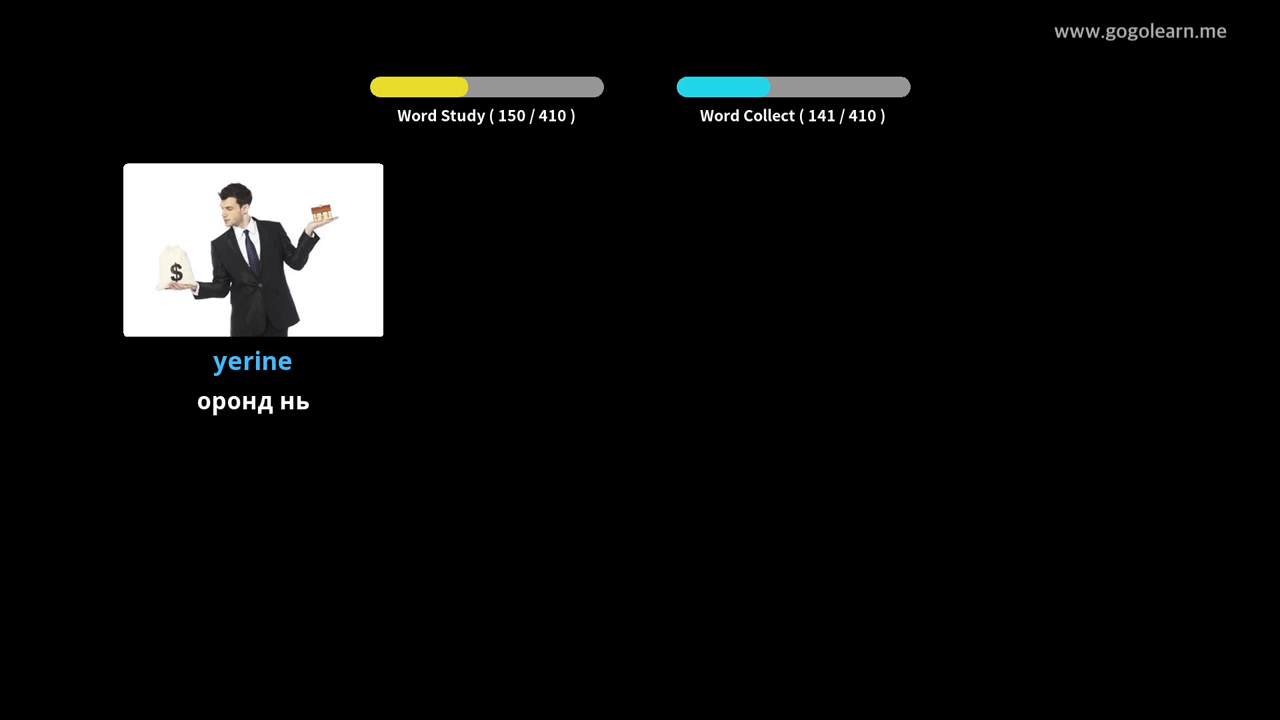 www.gogolearn.me
Word Study ( 150 / 410 )
Word Collect ( 141 / 410 )
$
yerine
оронд нь